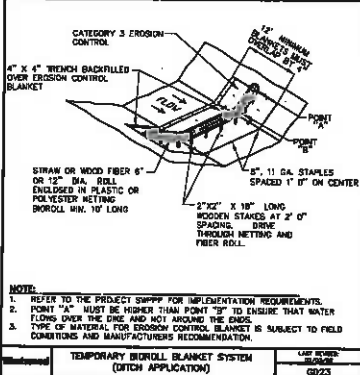 CATEGORY 3 EROSION
CONTROL
12' MINIMUM
BLANKETS MUST
OVERLAP BY 4"
4" X 4" TRENCH BACKFILLED
OVER EROSION CONTROL
BLANKET
FLOW
POINT
"A"
POINT
"B"
STRAW OR WOOD FIBER 6"
OR 12" DIA. ROLL
ENCLOSED IN PLASTIC OR
POLYESTER NETTING
BIOROLL MIN. 10' LONG
8", 11 GA. STAPLES
SPACED 1' 0" ON CENTER
2"X2" X 18" LONG
WOODEN STAKES AT 2' 0"
SPACING. DRIVE
THROUGH NETTING AND
FIBER ROLL.
NOTE:
1. REFER TO THE PROJECT SWPPP FOR IMPLEMENTATION REQUIREMENTS.
2. POINT "A" MUST BE HIGHER THAN POINT "B" TO ENSURE THAT WATER
FLOWS OVER THE DIKE AND NOT AROUND THE ENDS.
3. TYPE OF MATERIAL FOR EROSION CONTROL BLANKET IS SUBJECT TO FIELD
CONDITIONS AND MANUFACTURERS RECOMMENDATION.
TEMPORARY BIOROLL BLANKET SYSTEM
(DITCH APPLICATION)
LAST REVISED:
GD23